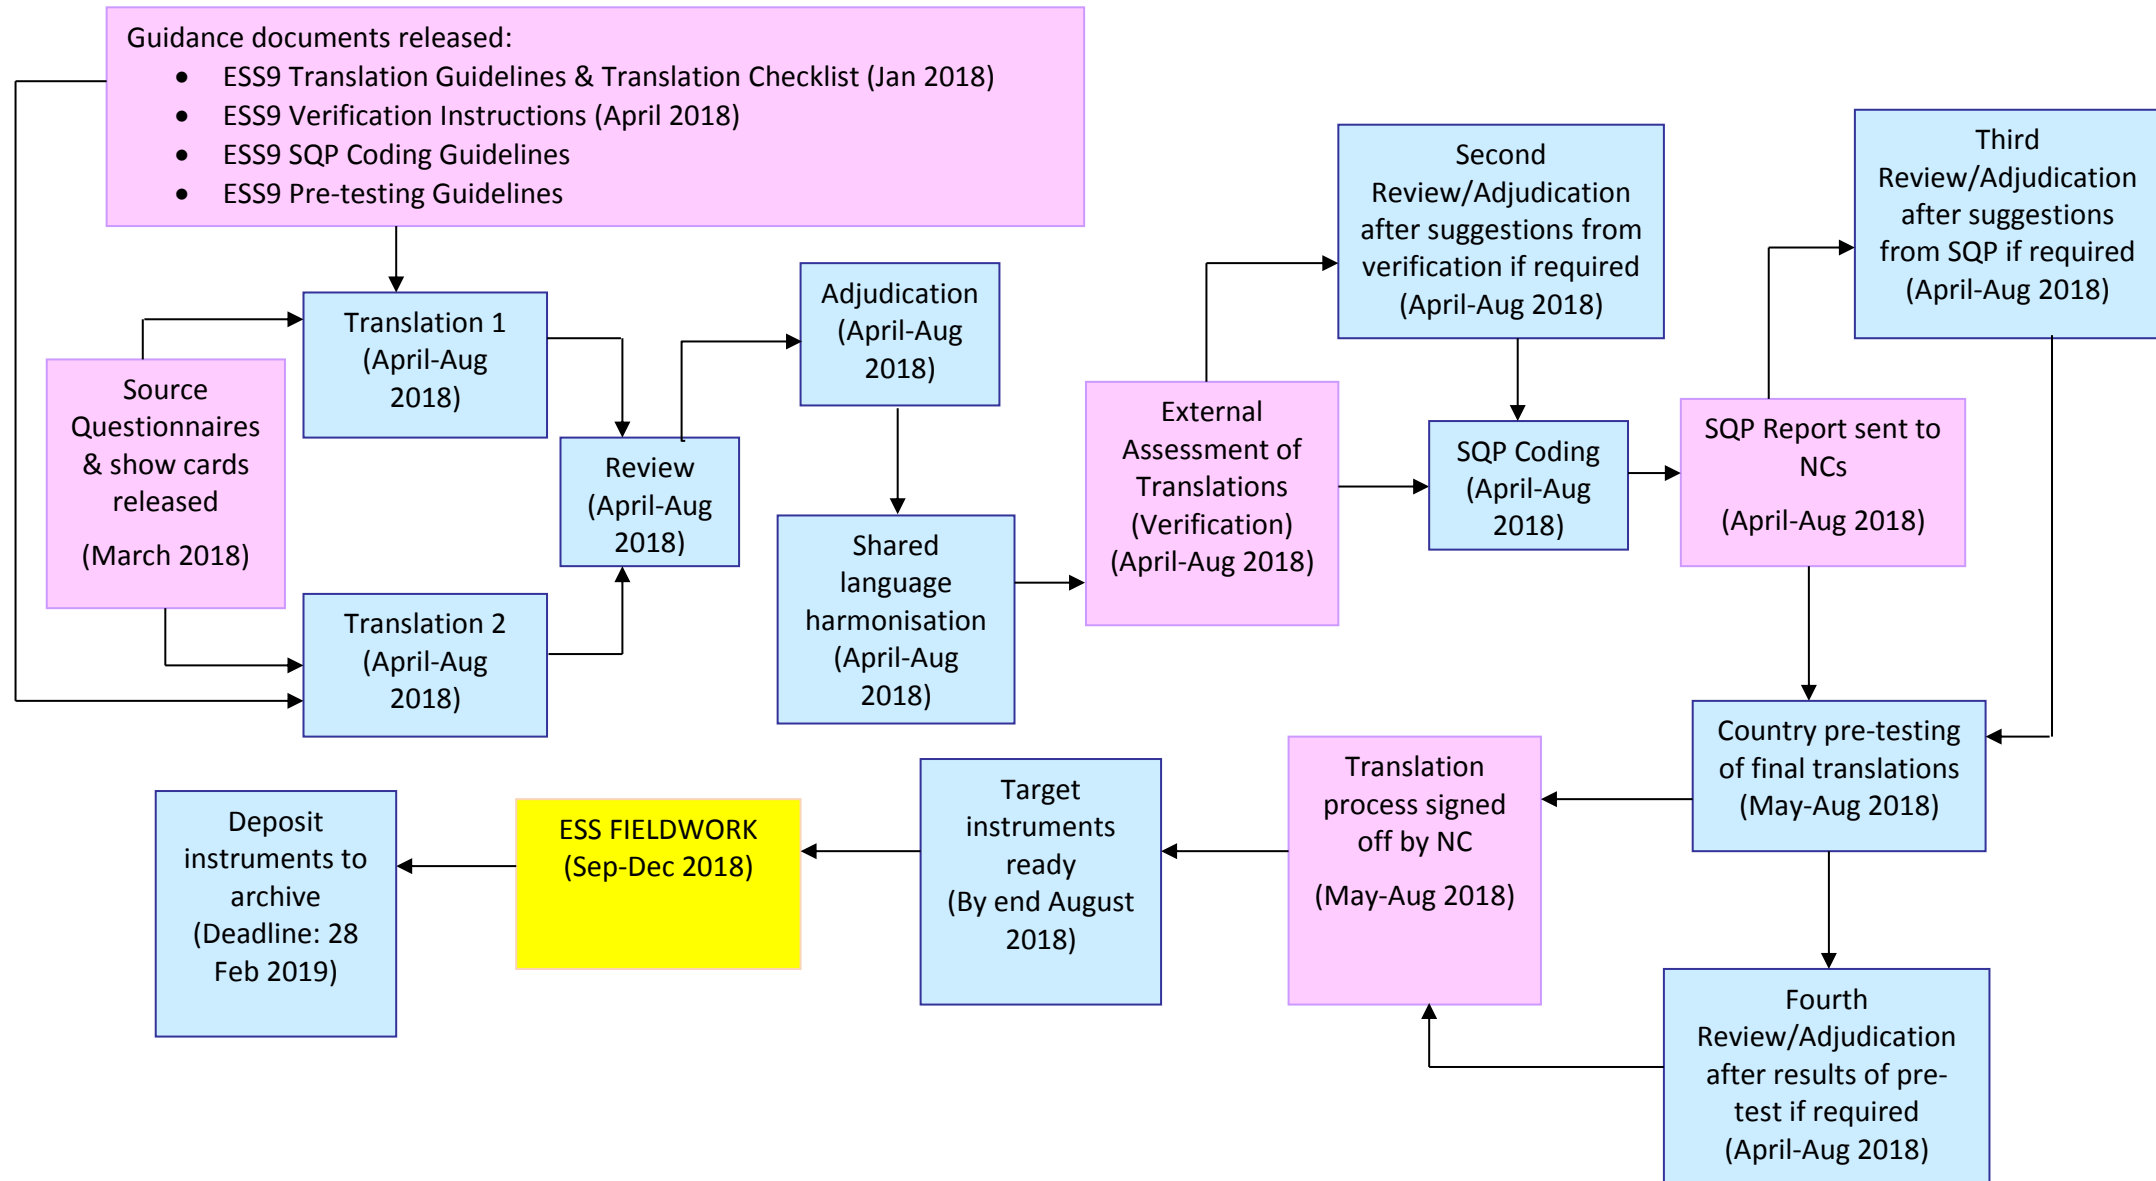 Guidance documents released:
• ESS9 Translation Guidelines & Translation Checklist (Jan 2018)
• ESS9 Verification Instructions (April 2018)
• ESS9 SQP Coding Guidelines
• ESS9 Pre-testing Guidelines
Source
Questionnaires
& show cards
released
(March 2018)
Translation 1
(April-Aug
2018)
Translation 2
(April-Aug
2018)
Review
(April-Aug
2018)
Adjudication
(April-Aug
2018)
Shared
language
harmonisation
(April-Aug
2018)
External
Assessment of
Translations
(Verification)
(April-Aug 2018)
Second
Review/Adjudication
after suggestions from
verification if required
(April-Aug 2018)
SQP Coding
(April-Aug
2018)
SQP Report sent to
NCs
(April-Aug 2018)
Third
Review/Adjudication
after suggestions
from SQP if required
(April-Aug 2018)
Country pre-testing
of final translations
(May-Aug 2018)
Fourth
Review/Adjudication
after results of pre-
test if required
(April-Aug 2018)
Translation
process signed
off by NC
(May-Aug 2018)
Target
instruments
ready
(By end August
2018)
ESS FIELDWORK
(Sep-Dec 2018)
Deposit
instruments to
archive
(Deadline: 28
Feb 2019)